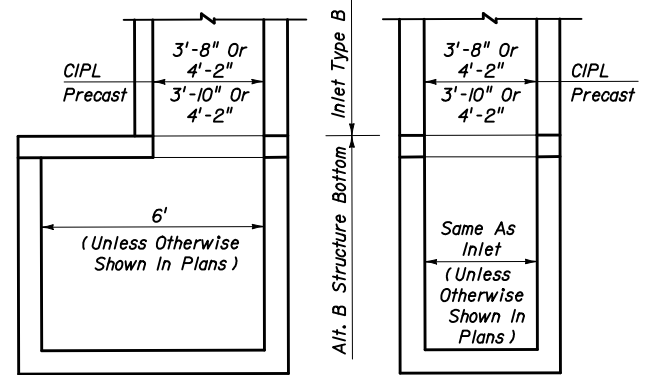 3'-8" Or
4'-2"
CIPL
Precast
3'-10" Or
4'-2"
6'
(Unless Otherwise
Shown In Plans)
Inlet Type B
Alt. B Structure Bottom
3'-8" Or
4'-2"
CIPL
Precast
3'-10" Or
4'-2"
Same As
Inlet
(Unless
Otherwise
Shown In
Plans)